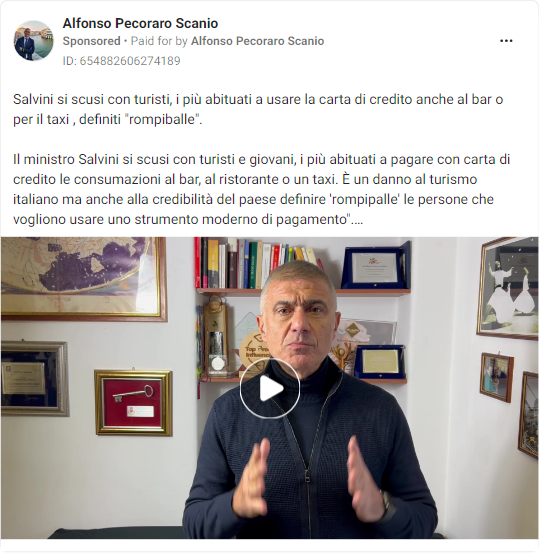 Alfonso Pecoraro Scanio
Sponsored • Paid for by Alfonso Pecoraro Scanio
ID: 654882606274189
Salvini si scusi con turisti, i più abituati a usare la carta di credito anche al bar o
per il taxi , definiti "rompiballe".
Il ministro Salvini si scusi con turisti e giovani, i più abituati a pagare con carta di
credito le consumazioni al bar, al ristorante o un taxi. È un danno al turismo
italiano ma anche alla credibilità del paese definire 'rompipalle' le persone che
vogliono usare uno strumento moderno di pagamento"....
Top
Influencer